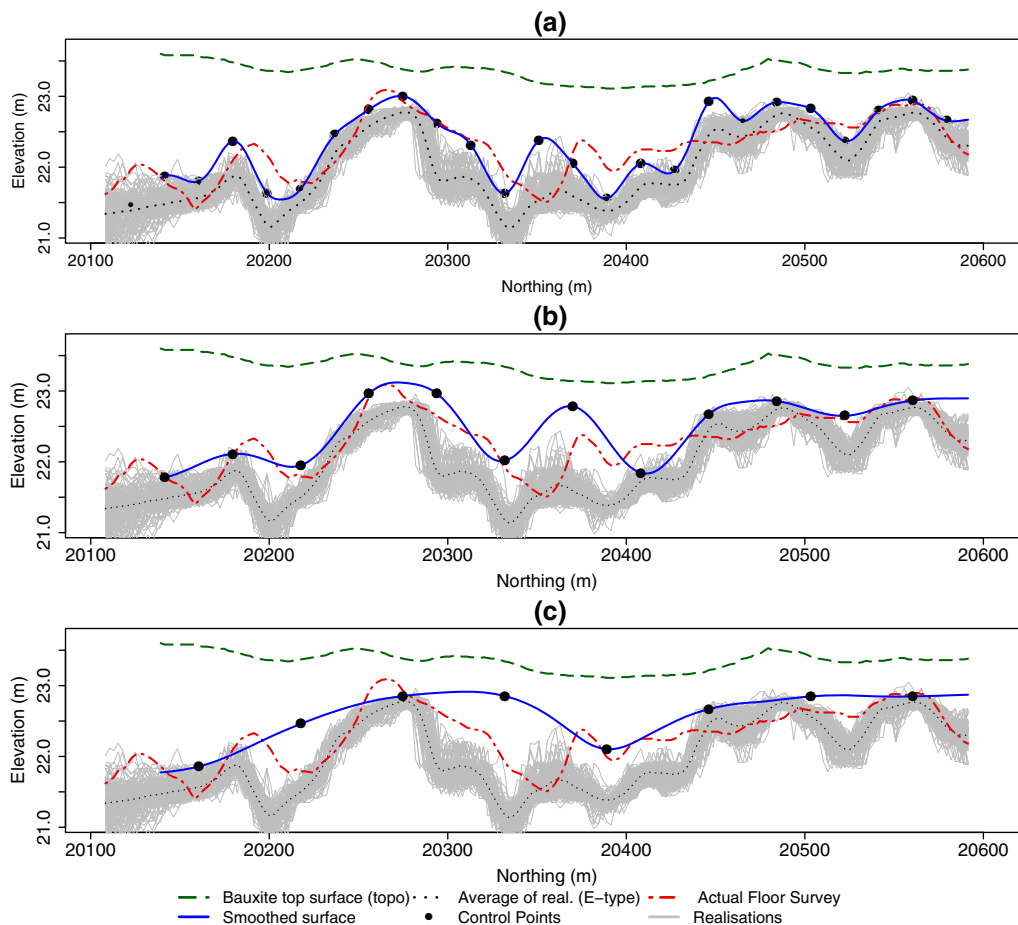 (a)
Elevation (m)
23.0
22.0
21.0
20100 20200 20300 20400 20500 20600
Northing (m)
(b)
Elevation (m)
23.0
22.0
21.0
20100 20200 20300 20400 20500 20600
Northing (m)
(c)
Elevation (m)
23.0
22.0
21.0
20100 20200 20300 20400 20500 20600
Northing (m)
Bauxite top surface (topo) Average of real. (E−type) Actual Floor Survey
Smoothed surface Control Points Realisations